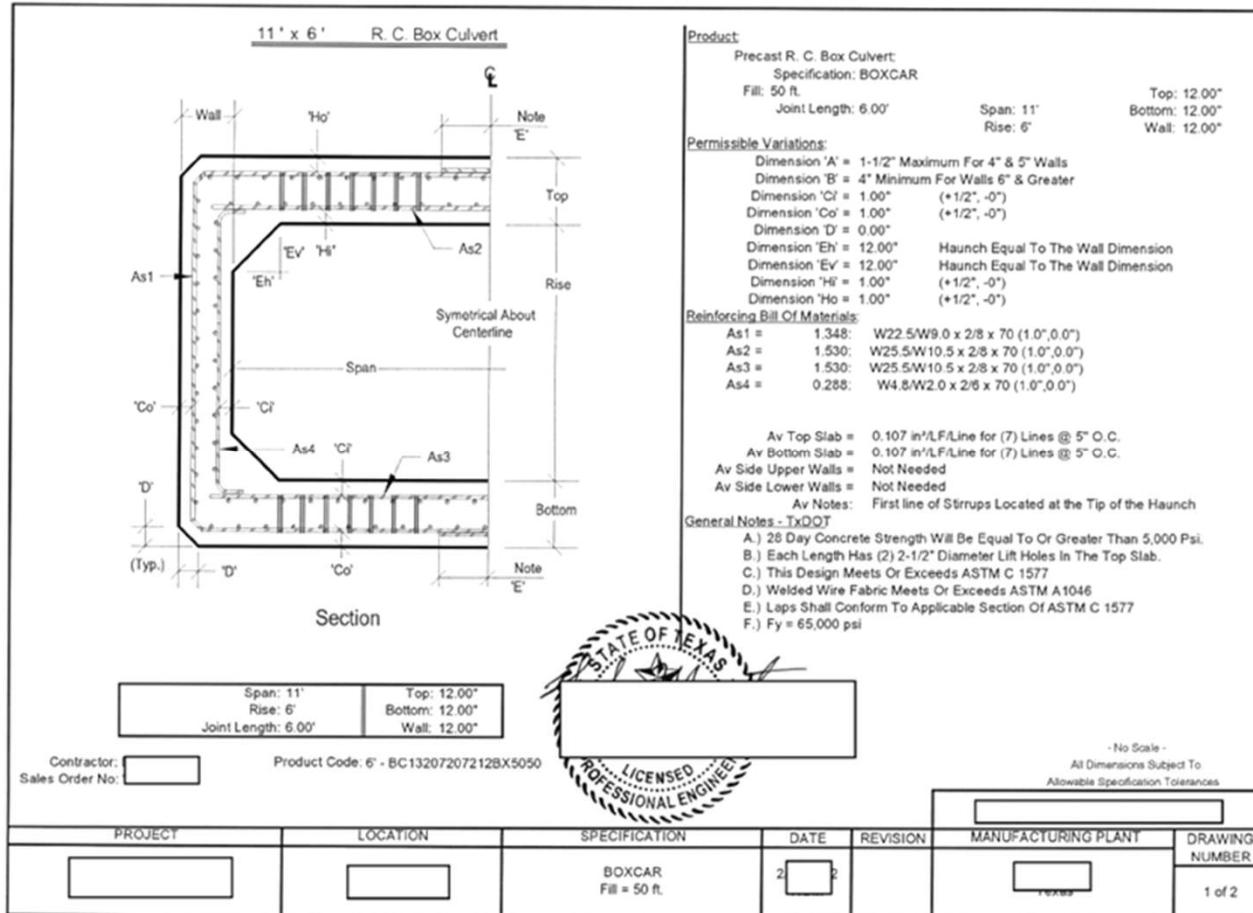 11' x 6' R. C. Box Culvert
C
L
Wall
'Ho'
Note
'E'
Top
'Ev'
'Hi'
'Eh'
As2
As1
Rise
Symetrical About
Centerline
Span
'Co'
'Ci'
As4
'Ci'
As3
'D'
Bottom
(Typ.)
'D'
'Co'
Note
'E'
Section
Product:
Precast R. C. Box Culvert:
Specification: BOXCAR
Fill: 50 ft. Top: 12.00"
Joint Length: 6.00' Span: 11' Bottom: 12.00"
Rise: 6' Wall: 12.00"
Permissible Variations:
Dimension 'A' = 1-1/2" Maximum For 4" & 5" Walls
Dimension 'B' = 4" Minimum For Walls 6" & Greater
Dimension 'Ci' = 1.00" (+1/2", -0")
Dimension 'Co' = 1.00" (+1/2", -0")
Dimension 'D' = 0.00"
Dimension 'Eh' = 12.00" Haunch Equal To The Wall Dimension
Dimension 'Ev' = 12.00" Haunch Equal To The Wall Dimension
Dimension 'Hi' = 1.00" (+1/2", -0")
Dimension 'Ho = 1.00" (+1/2", -0")
Reinforcing Bill Of Materials:
As1 = 1.348: W22.5/W9.0 x 2/8 x 70 (1.0",0.0")
As2 = 1.530: W25.5/W10.5 x 2/8 x 70 (1.0",0.0")
As3 = 1.530: W25.5/W10.5 x 2/8 x 70 (1.0",0.0")
As4 = 0.288: W4.8/W2.0 x 2/6 x 70 (1.0",0.0")
Av Top Slab = 0.107 in²/LF/Line for (7) Lines @ 5" O.C.
Av Bottom Slab = 0.107 in²/LF/Line for (7) Lines @ 5" O.C.
Av Side Upper Walls = Not Needed
Av Side Lower Walls = Not Needed
Av Notes: First line of Stirrups Located at the Tip of the Haunch
General Notes - TxDOT
A.) 28 Day Concrete Strength Will Be Equal To Or Greater Than 5,000 Psi.
B.) Each Length Has (2) 2-1/2" Diameter Lift Holes In The Top Slab.
C.) This Design Meets Or Exceeds ASTM C 1577
D.) Welded Wire Fabric Meets Or Exceeds ASTM A1046
E.) Laps Shall Conform To Applicable Section Of ASTM C 1577
F.) Fy = 65,000 psi
STATE OF TEXAS
LICENSED
PROFESSIONAL ENGINEER
Span: 11' Top: 12.00"
Rise: 6' Bottom: 12.00"
Joint Length: 6.00' Wall: 12.00"
Contractor:
Sales Order No:
Product Code: 6' - BC13207207212BX5050
- No Scale -
All Dimensions Subject To
Allowable Specification Tolerances
PROJECT LOCATION SPECIFICATION DATE REVISION MANUFACTURING PLANT DRAWING NUMBER
BOXCAR
Fill = 50 ft.
1 of 2